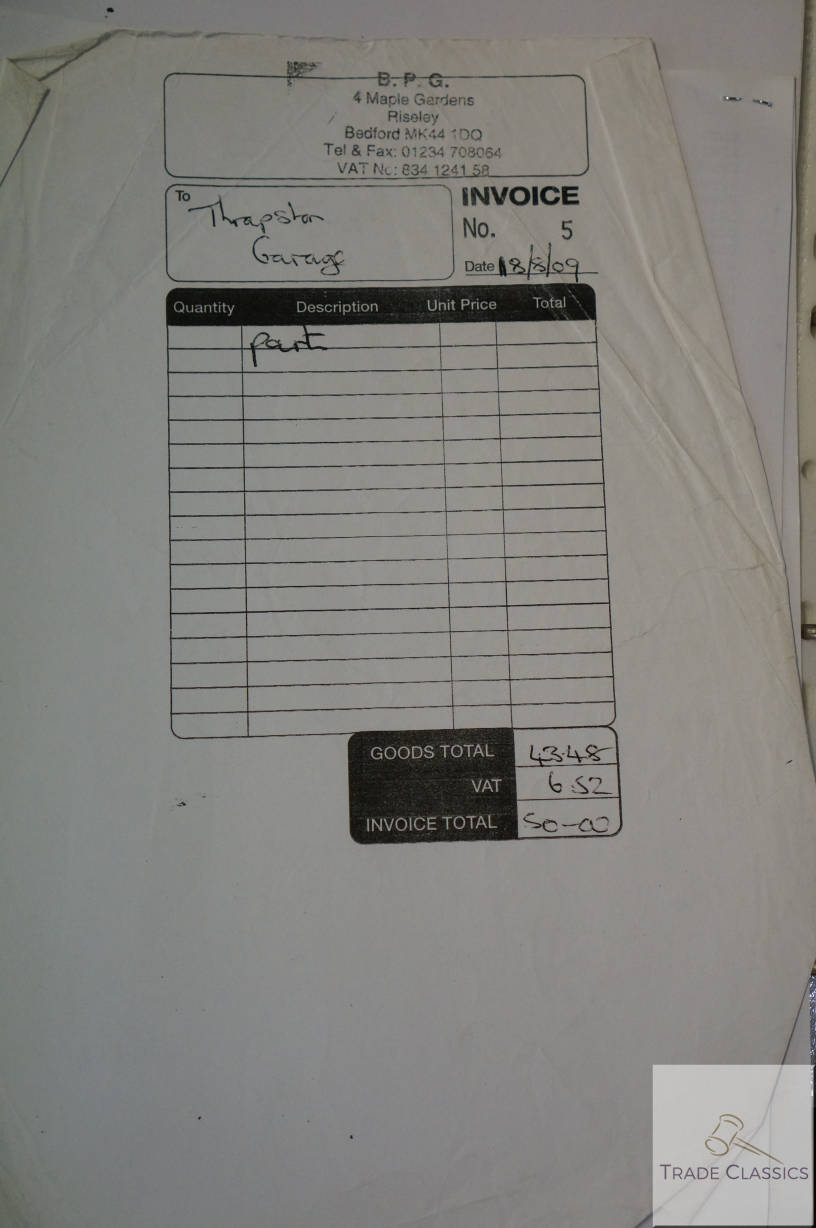 B. P. G.
4 Maple Gardens
Riseley
Bedford MK44 1DQ
Tel & Fax: 01234 708064
VAT No: 834 1241 58
To
Thrapston
Garage
INVOICE
No. 5
Date 18/8/09
Quantity Description Unit Price Total
part
GOODS TOTAL 43.48
VAT 6.52
INVOICE TOTAL 50-00
TRADE CLASSICS